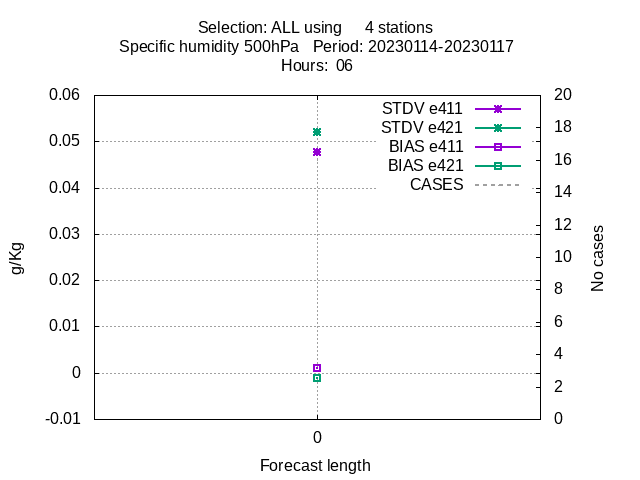 Selection: ALL using     4 stations
Specific humidity 500hPa   Period: 20230114-20230117
Hours:  06
0.06
0.05
0.04
0.03
0.02
0.01
0
-0.01
g/Kg
STDV e411
STDV e421
BIAS e411
BIAS e421
CASES
20
18
16
14
12
10
8
6
4
2
0
No cases
0
Forecast length